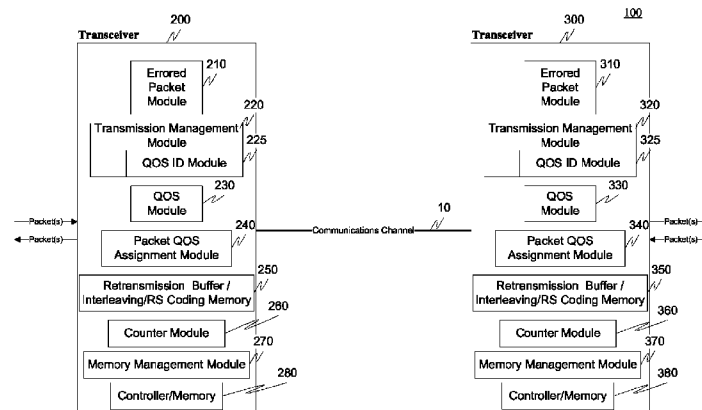 100
200
Transceiver
210
Errored
Packet
Module
220
Transmission Management
Module
225
QOS ID Module
230
QOS
Module
Packet(s)
Packet(s)
240
Packet QOS
Assignment Module
250
Retransmission Buffer /
Interleaving/RS Coding Memory
260
Counter Module
270
Memory Management Module
280
Controller/Memory
10
Communications Channel
300
Transceiver
310
Errored
Packet
Module
320
Transmission Management
Module
325
QOS ID Module
330
QOS
Module
Packet(s)
Packet(s)
340
Packet QOS
Assignment Module
350
Retransmission Buffer /
Interleaving/RS Coding Memory
360
Counter Module
370
Memory Management Module
380
Controller/Memory